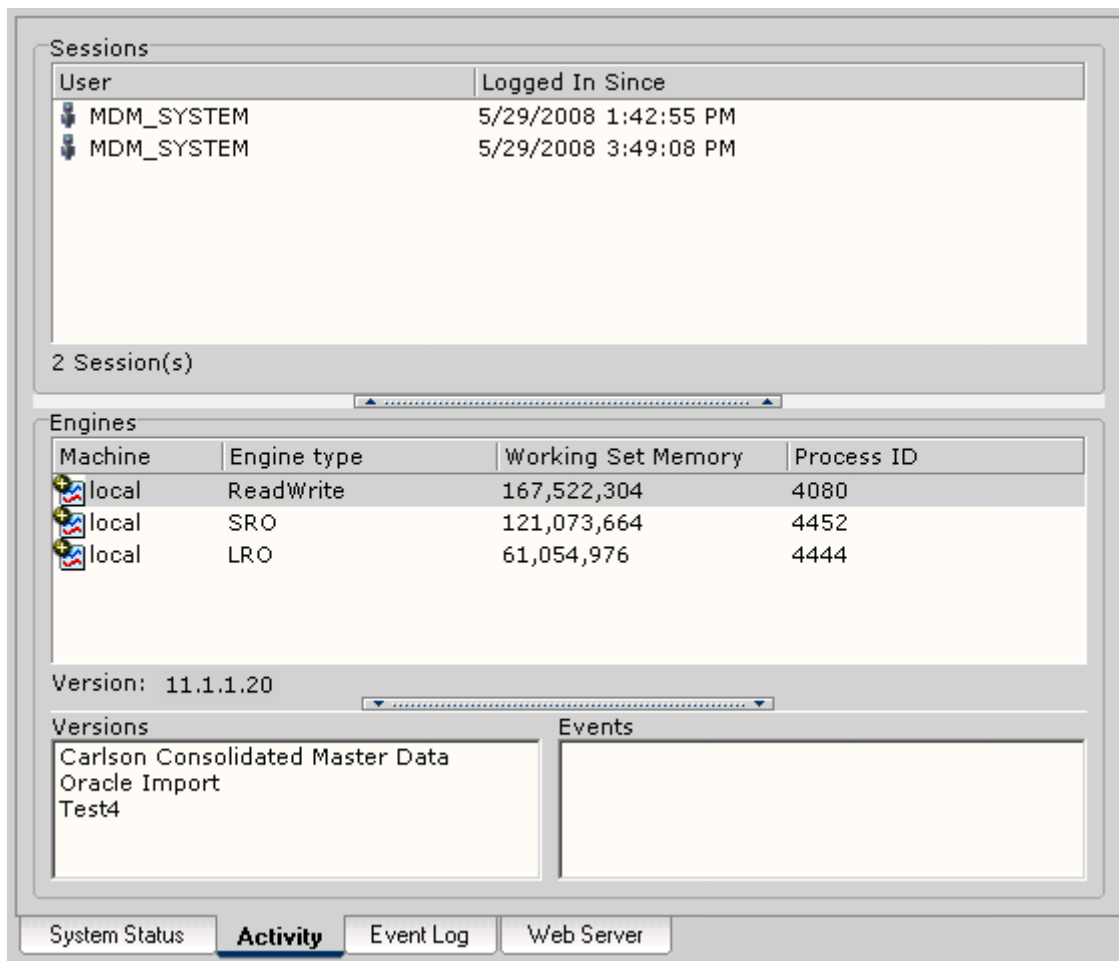 Sessions
User Logged In Since
MDM_SYSTEM 5/29/2008 1:42:55 PM
MDM_SYSTEM 5/29/2008 3:49:08 PM
2 Session(s)
Engines
Machine Engine type Working Set Memory Process ID
local ReadWrite 167,522,304 4080
local SRO 121,073,664 4452
local LRO 61,054,976 4444
Version: 11.1.1.20
Versions
Carlson Consolidated Master Data
Oracle Import
Test4
Events
System Status Activity Event Log Web Server